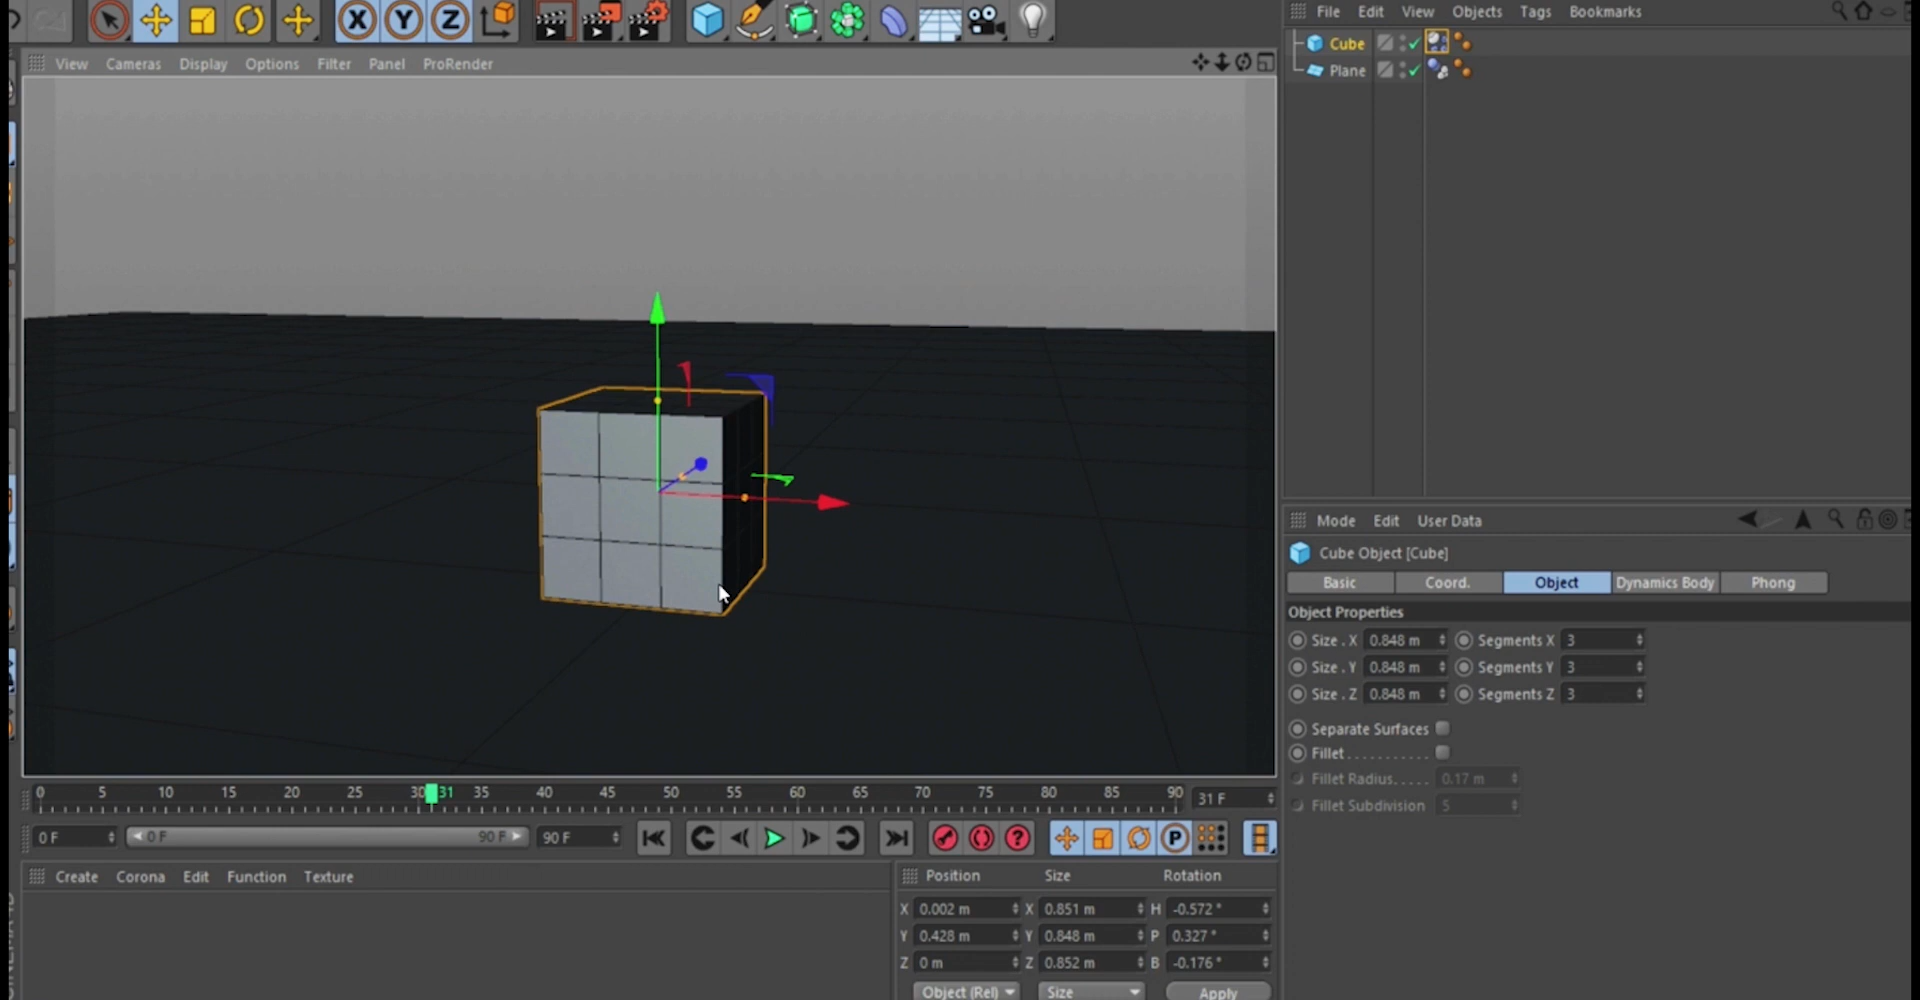 X Y Z
File Edit View Objects Tags Bookmarks
View Cameras Display Options Filter Panel ProRender
Cube
Plane
Mode Edit User Data
Cube Object [Cube]
Basic Coord. Object Dynamics Body Phong
Object Properties
Size . X 0.848 m Segments X 3
Size . Y 0.848 m Segments Y 3
Size . Z 0.848 m Segments Z 3
Separate Surfaces
Fillet . . . . . . . . . . .
Fillet Radius. . . . . 0.17 m
Fillet Subdivision 5
0 5 10 15 20 25 30 31 35 40 45 50 55 60 65 70 75 80 85 90 31 F
0 F 0 F 90 F 90 F ? P
Create Corona Edit Function Texture
Position Size Rotation
X 0.002 m X 0.851 m H -0.572 °
Y 0.428 m Y 0.848 m P 0.327 °
Z 0 m Z 0.852 m B -0.176 °
Object (Rel) Size Apply